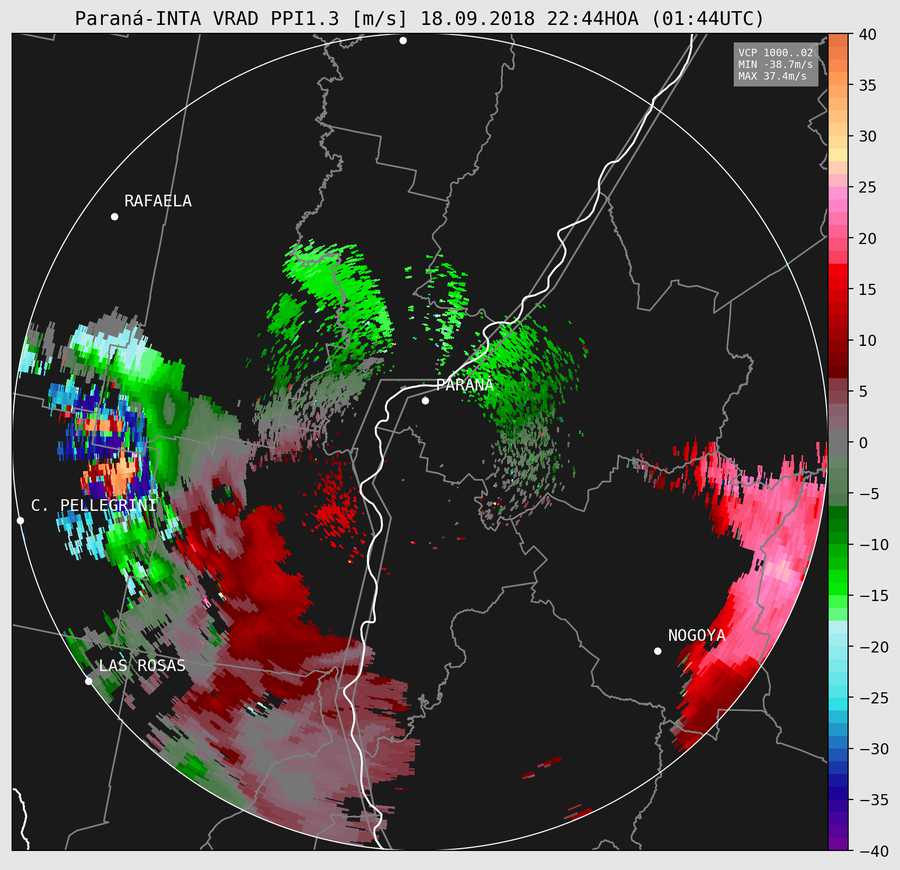 Paraná-INTA VRAD PPI1.3 [m/s] 18.09.2018 22:44HOA (01:44UTC)
VCP 1000..02
MIN -38.7m/s
MAX 37.4m/s
RAFAELA
PARANA
C. PELLEGRINI
NOGOYA
LAS ROSAS
40
35
30
25
20
15
10
5
0
−5
−10
−15
−20
−25
−30
−35
−40